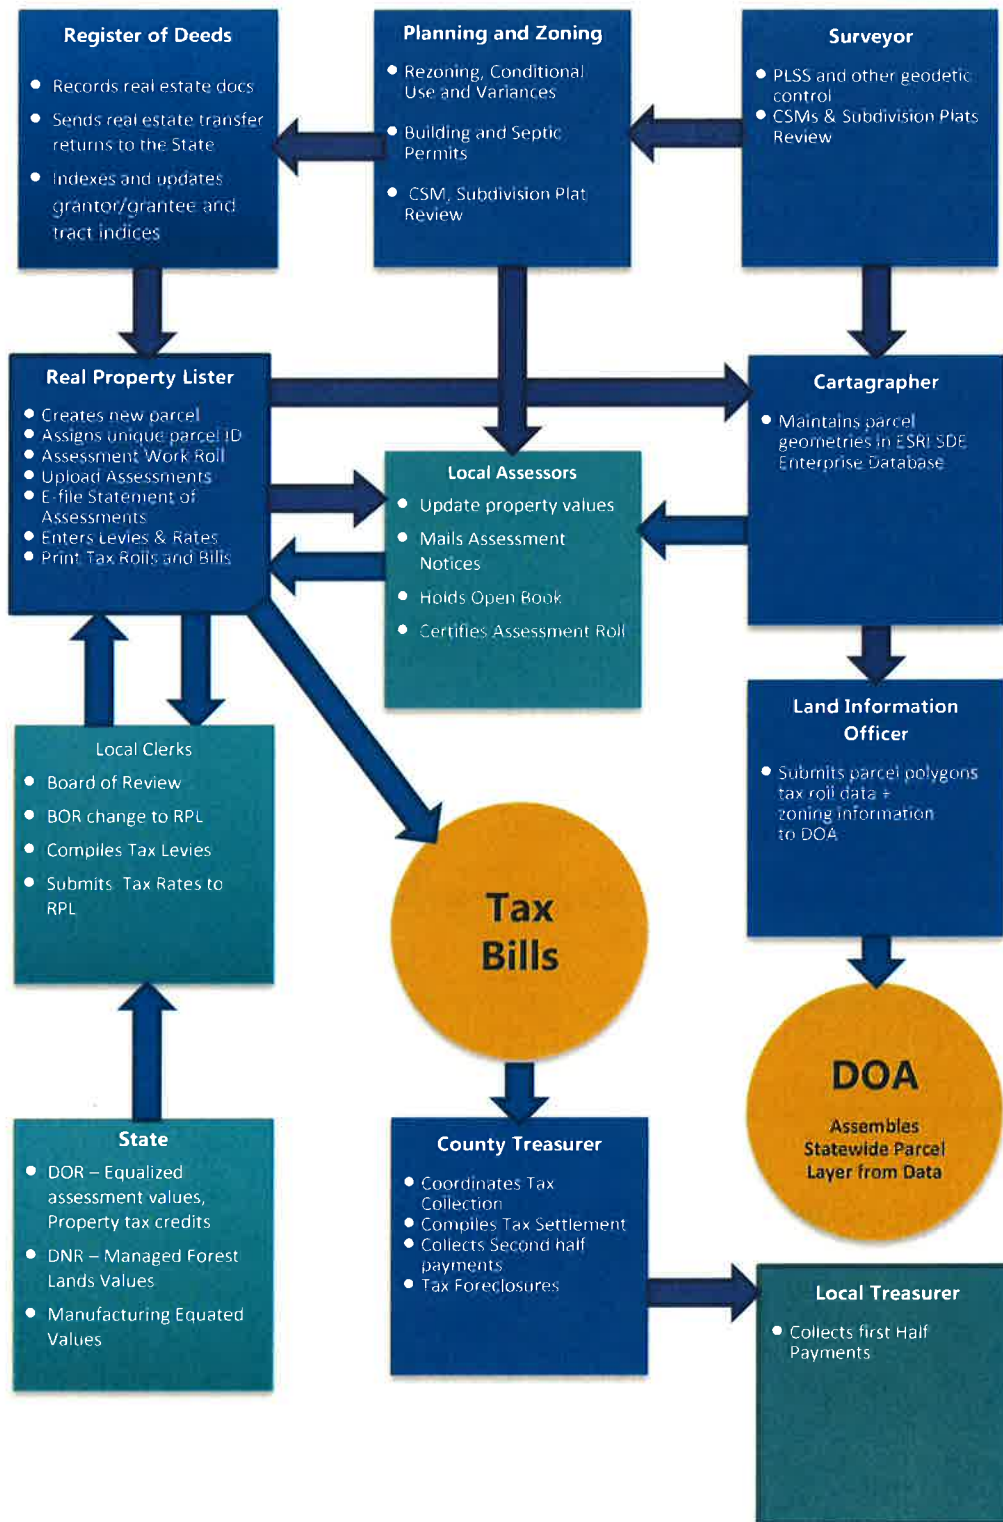 Register of Deeds
● Records real estate docs
● Sends real estate transfer
returns to the State
● Indexes and updates
grantor/grantee and
tract indices
Planning and Zoning
● Rezoning, Conditional
Use and Variances
● Building and Septic
Permits
● CSM, Subdivision Plat
Review
Surveyor
● PLSS and other geodetic
control
● CSMs & Subdivision Plats
Review
Real Property Lister
● Creates new parcel
● Assigns unique parcel ID
● Assessment Work Roll
● Upload Assessments
● E-file Statement of
Assessments
● Enters Levies & Rates
● Print Tax Rolls and Bills
Local Assessors
● Update property values
● Mails Assessment
Notices
● Holds Open Book
● Certifies Assessment Roll
Cartagrapher
● Maintains parcel
geometries in ESRI SDE
Enterprise Database
Local Clerks
● Board of Review
● BOR change to RPL
● Compiles Tax Levies
● Submits Tax Rates to
RPL
Land Information
Officer
● Submits parcel polygons
tax roll data +
zoning information
to DOA
Tax
Bills
DOA
Assembles
Statewide Parcel
Layer from Data
State
● DOR – Equalized
assessment values,
Property tax credits
● DNR – Managed Forest
Lands Values
● Manufacturing Equated
Values
County Treasurer
● Coordinates Tax
Collection
● Compiles Tax Settlement
● Collects Second half
payments
● Tax Foreclosures
Local Treasurer
● Collects first Half
Payments